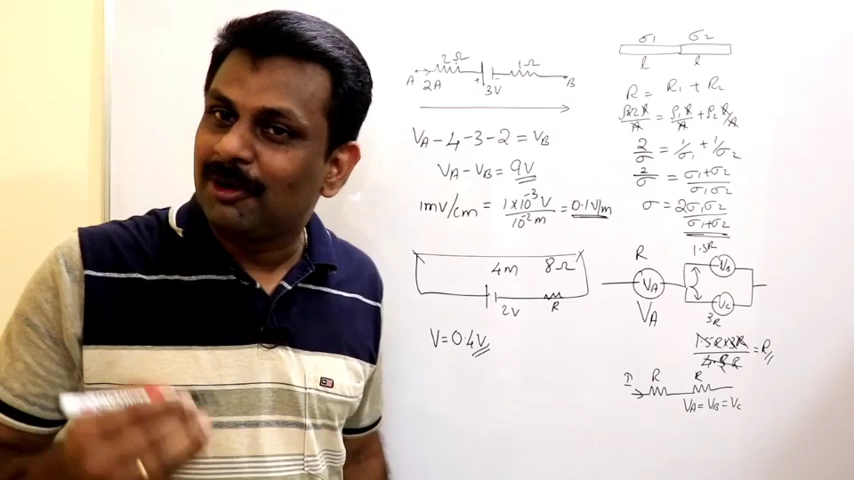 2Ω 1Ω
A 2A + 3V B
VA - 4 - 3 - 2 = VB
VA - VB = 9V
1mV/cm = 1×10⁻³V / 10⁻²m = 0.1V/m
4m 8Ω
2V R
V = 0.4V
σ1 σ2
l l
R = R1 + R2
2/σ = 1/σ1 + 1/σ2
2/σ = σ1+σ2 / σ1σ2
σ = 2σ1σ2 / σ1+σ2
R 1.5R
VA VB
VA VC
3R
= R
I R R
VA = VB = VC